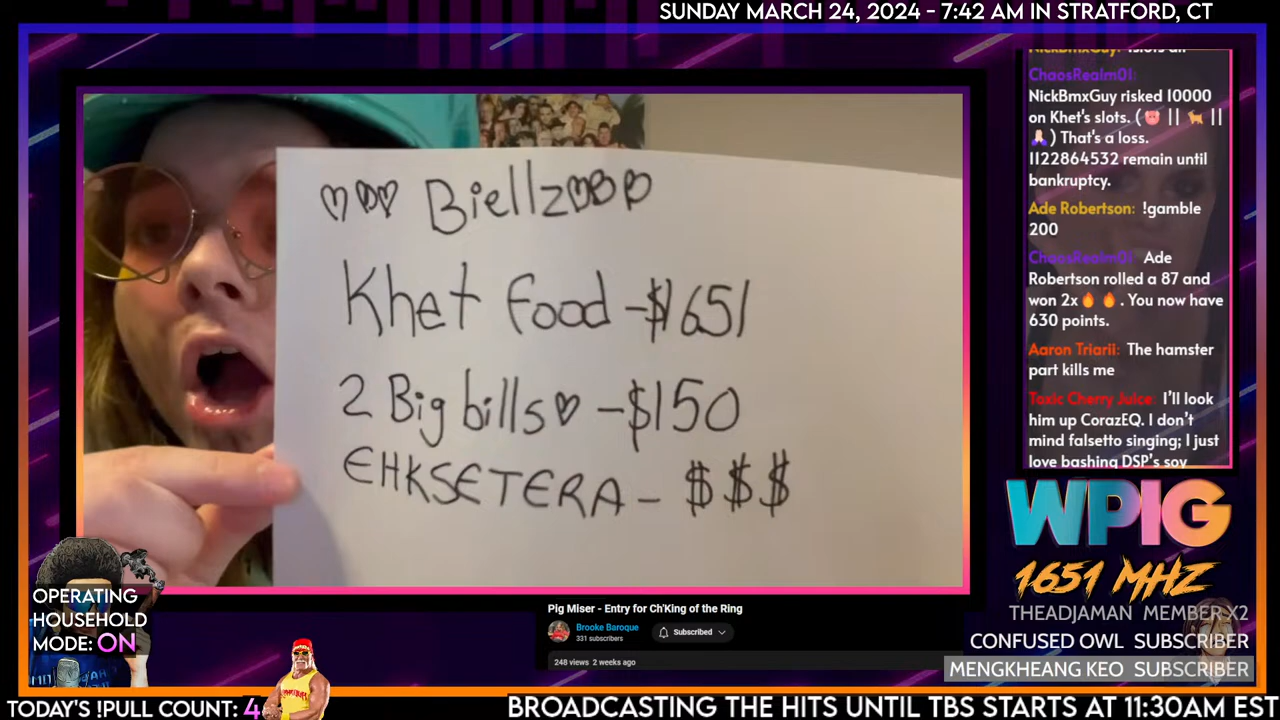 SUNDAY MARCH 24, 2024 - 7:42 AM IN STRATFORD, CT
ChaosRealm01:
NickBmxGuy risked 10000
on Khet's slots. (🐷 || 🐈 ||
🙏🏻) That's a loss.
1122864532 remain until
bankruptcy.
Ade Robertson: !gamble
200
ChaosRealm01: Ade
Robertson rolled a 87 and
won 2x🔥🔥. You now have
630 points.
Aaron Triarii: The hamster
part kills me
Toxic Cherry Juice: I'll look
him up CorazEQ. I don't
mind falsetto singing; I just
love bashing DSP's soy
♡♡♡ Biellz♡♡♡
Khet food -$1651
2 Big bills♡ -$150
EHKSETERA - $$$
WPIG
1651 MHZ
THEADJAMAN MEMBER X2
CONFUSED OWL SUBSCRIBER
MENGKHEANG KEO SUBSCRIBER
OPERATING
HOUSEHOLD
MODE: ON
Pig Miser - Entry for Ch'King of the Ring
Brooke Baroque
331 subscribers
Subscribed
248 views 2 weeks ago
TODAY'S !PULL COUNT: 4
BROADCASTING THE HITS UNTIL TBS STARTS AT 11:30AM EST